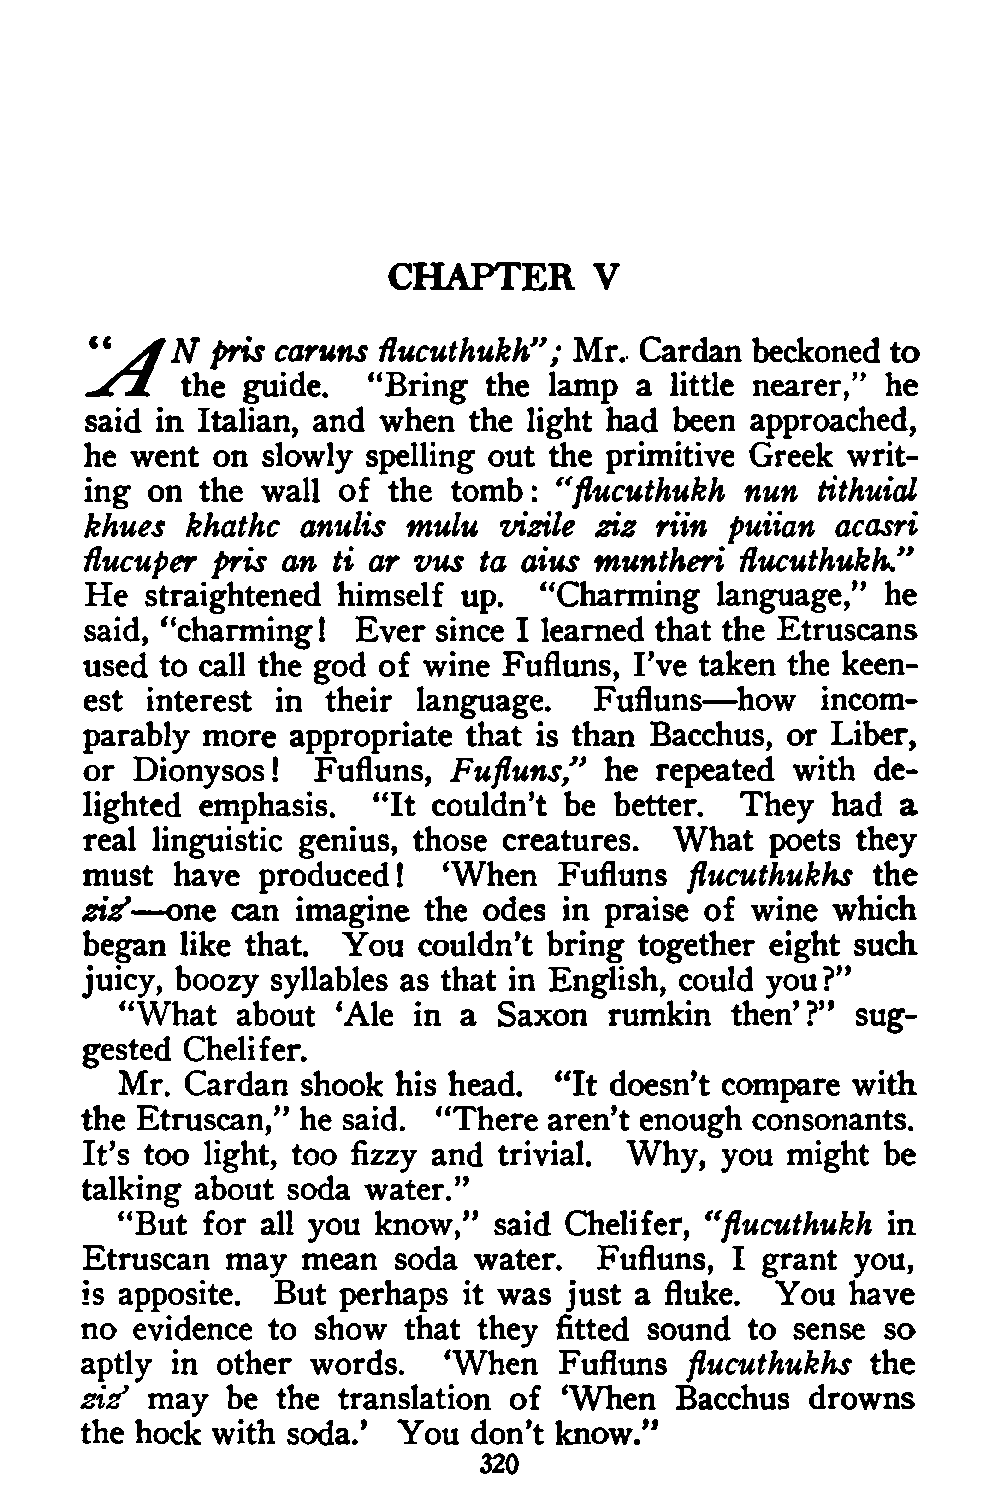 CHAPTER V
“AN pris caruns flucuthukh”; Mr. Cardan beckoned to
the guide. “Bring the lamp a little nearer,” he
said in Italian, and when the light had been approached,
he went on slowly spelling out the primitive Greek writ-
ing on the wall of the tomb: “flucuthukh nun tithuial
khues khathc anulis mulu vizile ziz riin puiian acasri
flucuper pris an ti ar vus ta aius muntheri flucuthukh.”
He straightened himself up. “Charming language,” he
said, “charming! Ever since I learned that the Etruscans
used to call the god of wine Fufluns, I’ve taken the keen-
est interest in their language. Fufluns—how incom-
parably more appropriate that is than Bacchus, or Liber,
or Dionysos! Fufluns, Fufluns,” he repeated with de-
lighted emphasis. “It couldn’t be better. They had a
real linguistic genius, those creatures. What poets they
must have produced! ‘When Fufluns flucuthukhs the
ziz’—one can imagine the odes in praise of wine which
began like that. You couldn’t bring together eight such
juicy, boozy syllables as that in English, could you?”
“What about ‘Ale in a Saxon rumkin then’?” sug-
gested Chelifer.
Mr. Cardan shook his head. “It doesn’t compare with
the Etruscan,” he said. “There aren’t enough consonants.
It’s too light, too fizzy and trivial. Why, you might be
talking about soda water.”
“But for all you know,” said Chelifer, “flucuthukh in
Etruscan may mean soda water. Fufluns, I grant you,
is apposite. But perhaps it was just a fluke. You have
no evidence to show that they fitted sound to sense so
aptly in other words. ‘When Fufluns flucuthukhs the
ziz’ may be the translation of ‘When Bacchus drowns
the hock with soda.’ You don’t know.”
320